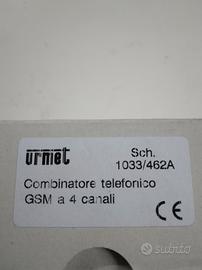 urmet
Sch.
1033/462A
Combinatore telefonico
GSM a 4 canali
CE
subito